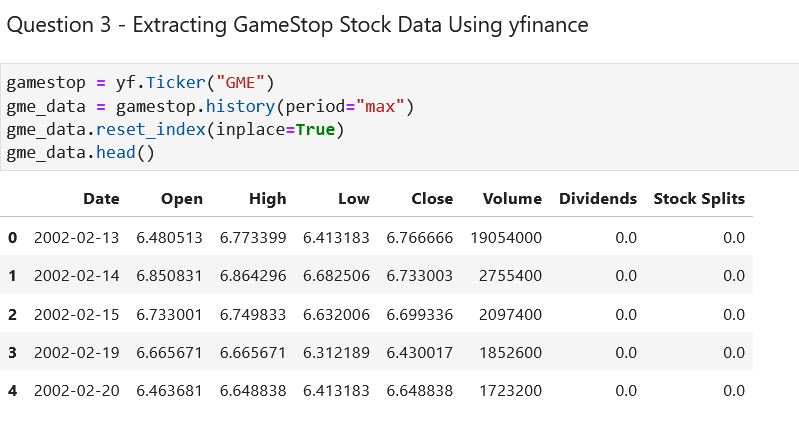 Question 3 - Extracting GameStop Stock Data Using yfinance
gamestop = yf.Ticker("GME")
gme_data = gamestop.history(period="max")
gme_data.reset_index(inplace=True)
gme_data.head()
Date Open High Low Close Volume Dividends Stock Splits
0 2002-02-13 6.480513 6.773399 6.413183 6.766666 19054000 0.0 0.0
1 2002-02-14 6.850831 6.864296 6.682506 6.733003 2755400 0.0 0.0
2 2002-02-15 6.733001 6.749833 6.632006 6.699336 2097400 0.0 0.0
3 2002-02-19 6.665671 6.665671 6.312189 6.430017 1852600 0.0 0.0
4 2002-02-20 6.463681 6.648838 6.413183 6.648838 1723200 0.0 0.0